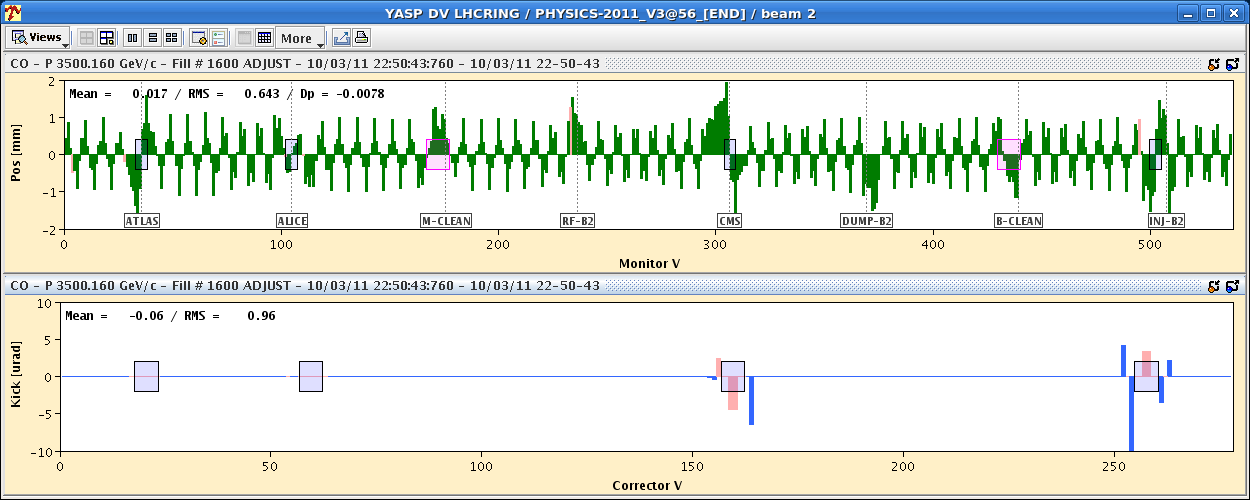 YASP DV LHCRING / PHYSICS-2011_V3@56_[END] / beam 2
Views More
CO - P 3500.160 GeV/c - Fill # 1600 ADJUST - 10/03/11 22:50:43:760 - 10/03/11 22-50-43
Mean = 0.017 / RMS = 0.643 / Dp = -0.0078
Pos [mm]
2
1
0
-1
-2
ATLAS ALICE M-CLEAN RF-B2 CMS DUMP-B2 B-CLEAN INJ-B2
0 100 200 300 400 500
Monitor V
CO - P 3500.160 GeV/c - Fill # 1600 ADJUST - 10/03/11 22:50:43:760 - 10/03/11 22-50-43
Mean = -0.06 / RMS = 0.96
Kick [urad]
10
5
0
-5
-10
0 50 100 150 200 250
Corrector V